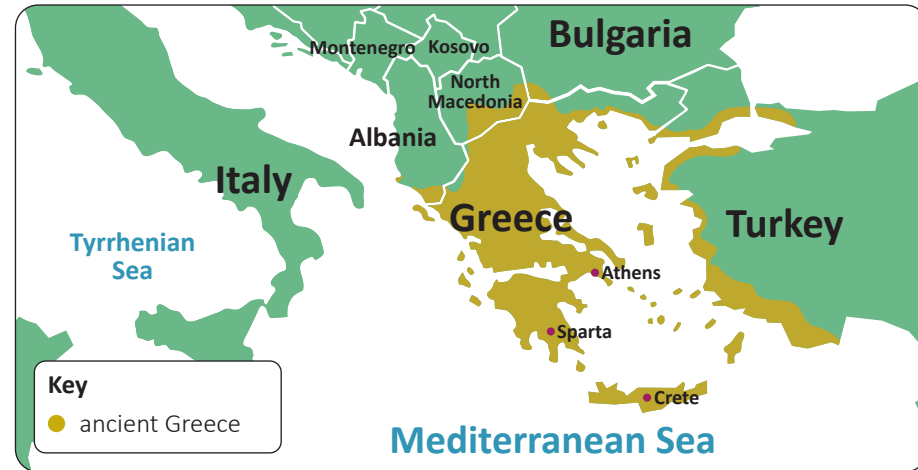 Bulgaria
Montenegro
Kosovo
North
Macedonia
Albania
Italy
Greece
Turkey
Tyrrhenian
Sea
Athens
Sparta
Crete
Key
ancient Greece
Mediterranean Sea